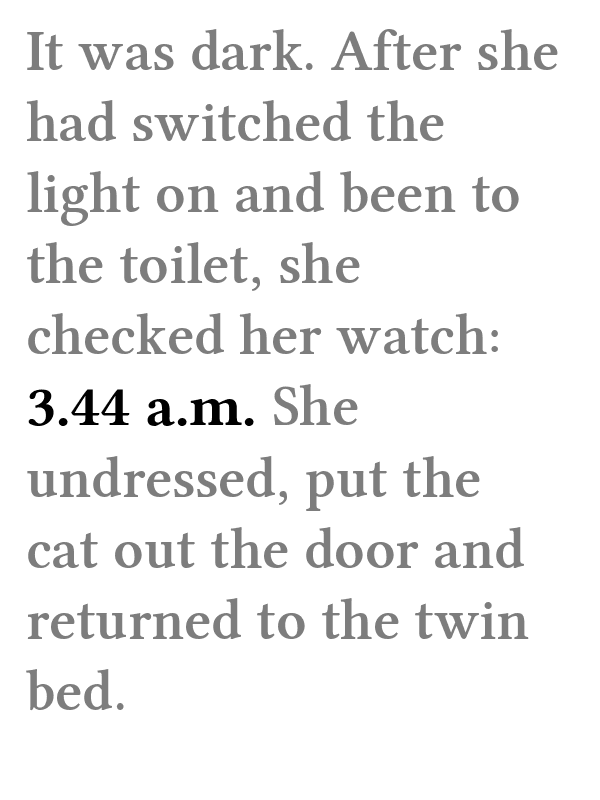 It was dark. After she
had switched the
light on and been to
the toilet, she
checked her watch:
3.44 a.m. She
undressed, put the
cat out the door and
returned to the twin
bed.